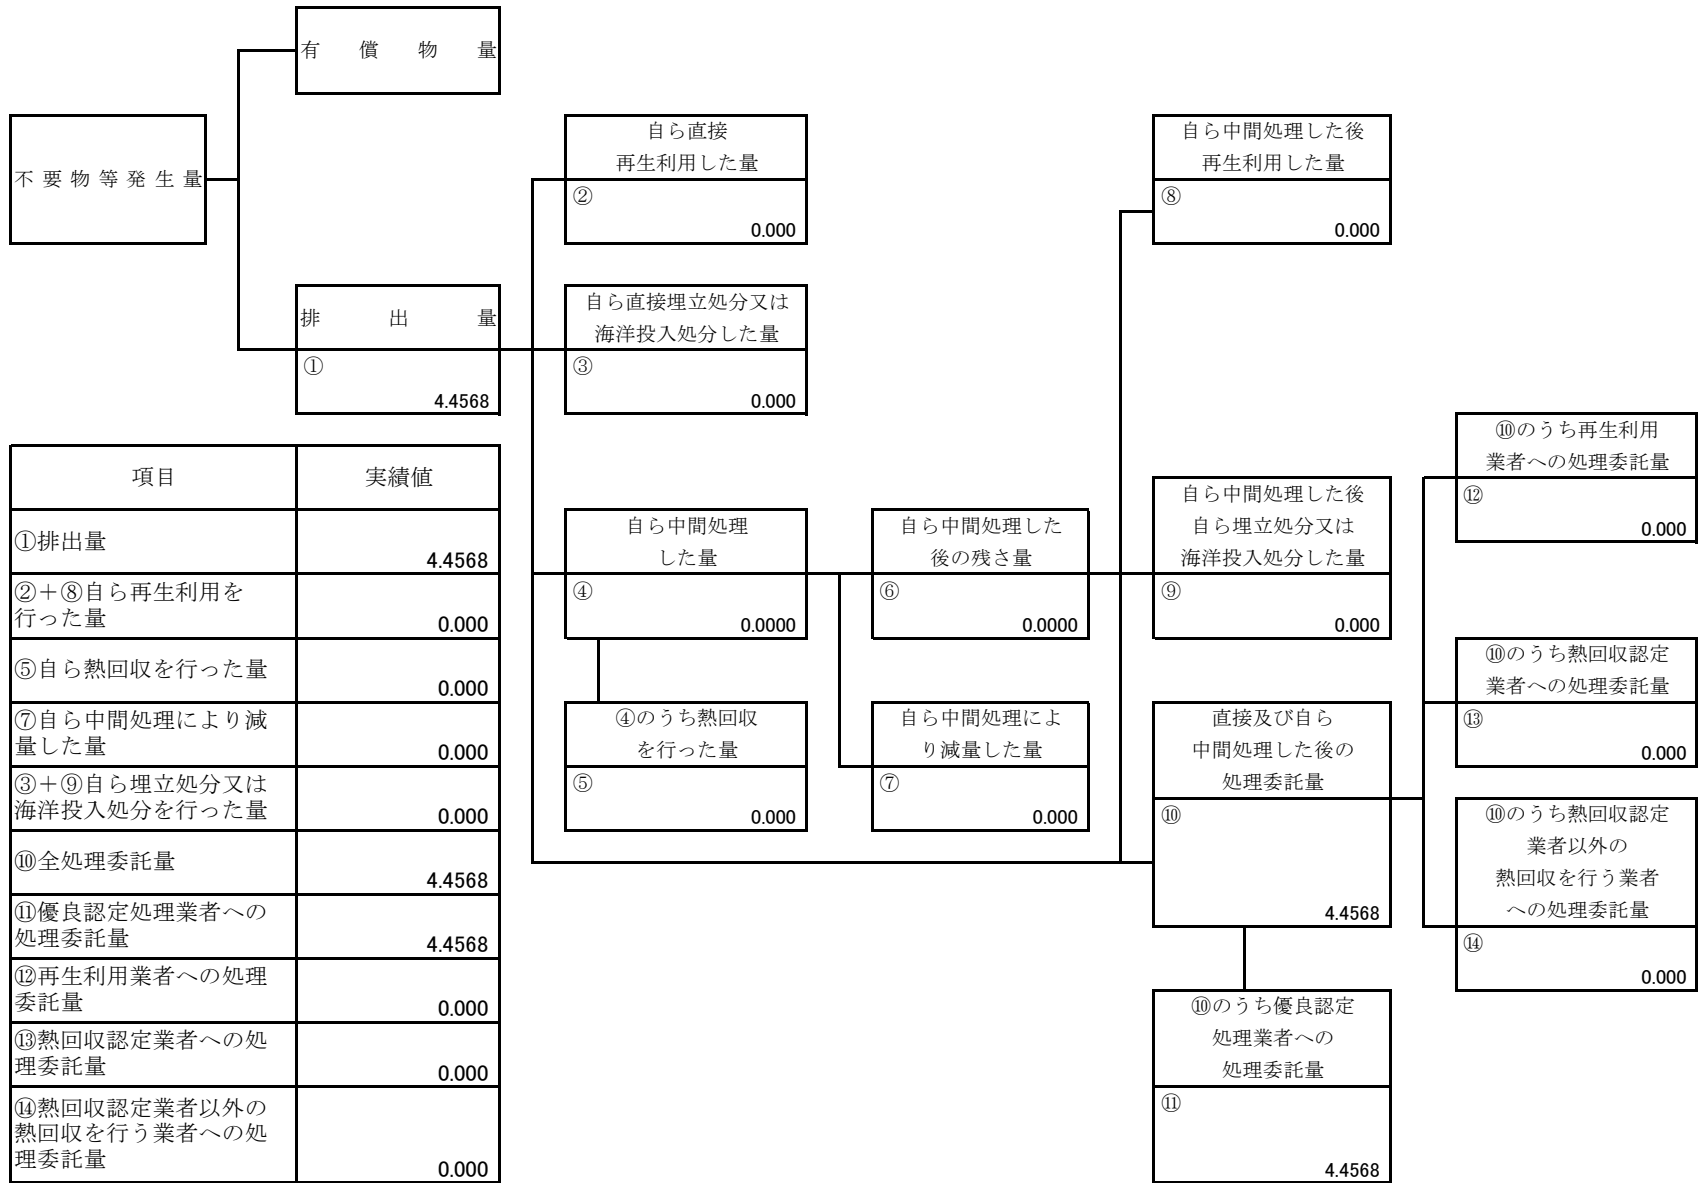 有償物量
不要物等発生量
自ら直接
再生利用した量
②
0.000
自ら中間処理した後
再生利用した量
⑧
0.000
排出量
①
4.4568
自ら直接埋立処分又は
海洋投入処分した量
③
0.000
項目 実績値
①排出量
4.4568
②＋⑧自ら再生利用を
行った量
0.000
⑤自ら熱回収を行った量
0.000
⑦自ら中間処理により減
量した量
0.000
③＋⑨自ら埋立処分又は
海洋投入処分を行った量
0.000
⑩全処理委託量
4.4568
⑪優良認定処理業者への
処理委託量
4.4568
⑫再生利用業者への処理
委託量
0.000
⑬熱回収認定業者への処
理委託量
0.000
⑭熱回収認定業者以外の
熱回収を行う業者への処
理委託量
0.000
自ら中間処理
した量
④
0.0000
④のうち熱回収
を行った量
⑤
0.000
自ら中間処理した
後の残さ量
⑥
0.0000
自ら中間処理によ
り減量した量
⑦
0.000
自ら中間処理した後
自ら埋立処分又は
海洋投入処分した量
⑨
0.000
直接及び自ら
中間処理した後の
処理委託量
⑩
4.4568
⑩のうち優良認定
処理業者への
処理委託量
⑪
4.4568
⑩のうち再生利用
業者への処理委託量
⑫
0.000
⑩のうち熱回収認定
業者への処理委託量
⑬
0.000
⑩のうち熱回収認定
業者以外の
熱回収を行う業者
への処理委託量
⑭
0.000